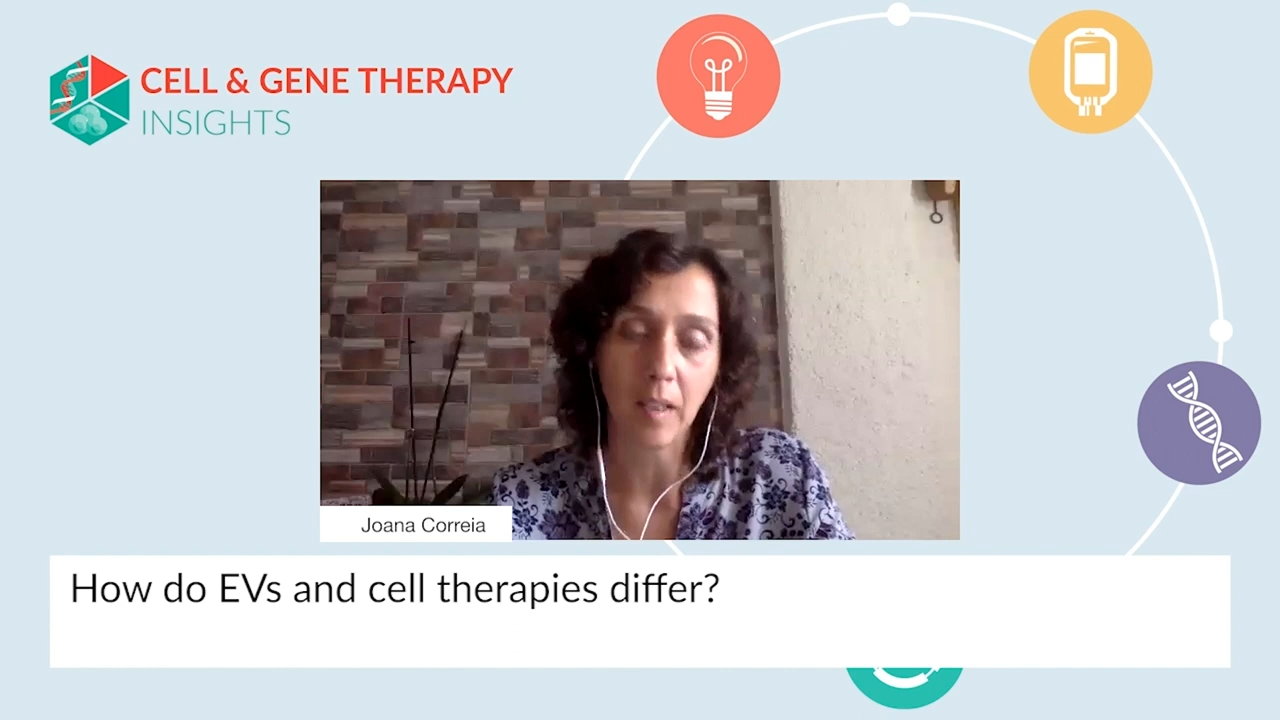 CELL & GENE THERAPY
INSIGHTS
Joana Correia
How do EVs and cell therapies differ?